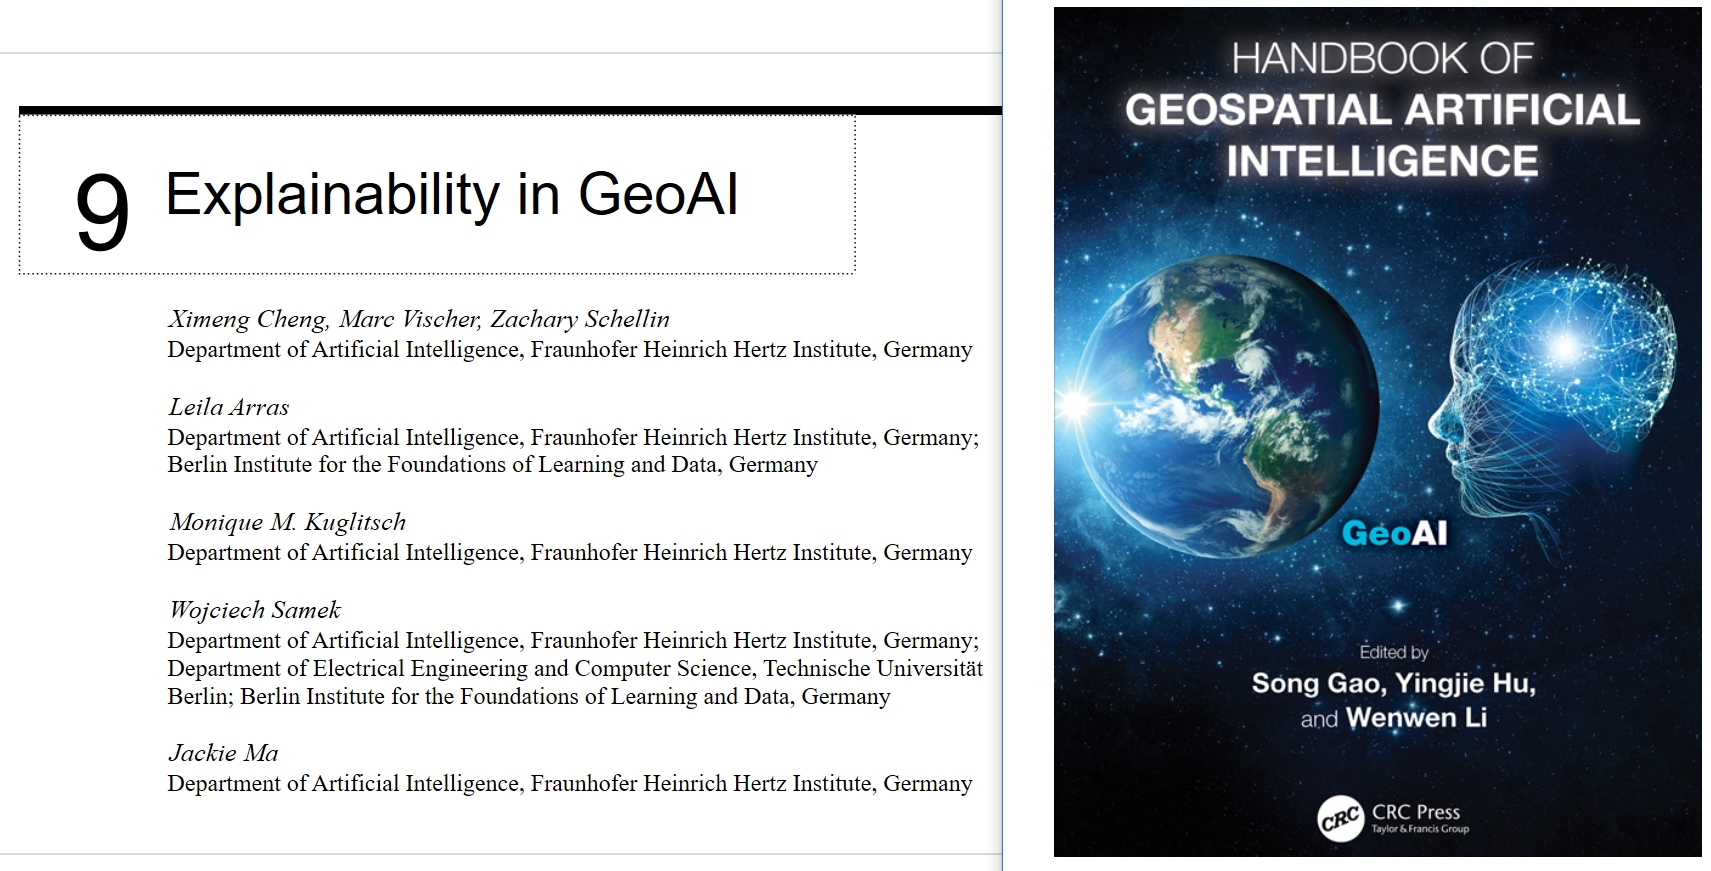 9 Explainability in GeoAI
Ximeng Cheng, Marc Vischer, Zachary Schellin
Department of Artificial Intelligence, Fraunhofer Heinrich Hertz Institute, Germany
Leila Arras
Department of Artificial Intelligence, Fraunhofer Heinrich Hertz Institute, Germany;
Berlin Institute for the Foundations of Learning and Data, Germany
Monique M. Kuglitsch
Department of Artificial Intelligence, Fraunhofer Heinrich Hertz Institute, Germany
Wojciech Samek
Department of Artificial Intelligence, Fraunhofer Heinrich Hertz Institute, Germany;
Department of Electrical Engineering and Computer Science, Technische Universität
Berlin; Berlin Institute for the Foundations of Learning and Data, Germany
Jackie Ma
Department of Artificial Intelligence, Fraunhofer Heinrich Hertz Institute, Germany
HANDBOOK OF
GEOSPATIAL ARTIFICIAL
INTELLIGENCE
GeoAI
Edited by
Song Gao, Yingjie Hu,
and Wenwen Li
CRC CRC Press
Taylor & Francis Group